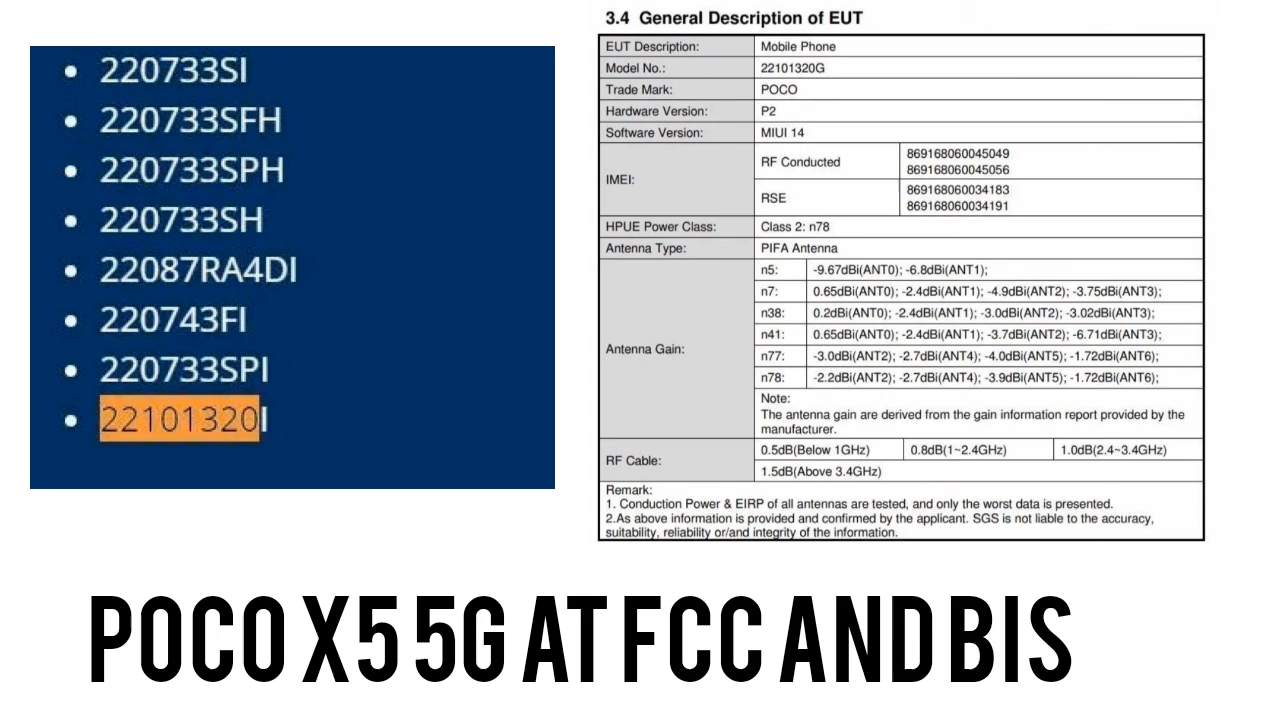 220733SI
220733SFH
220733SPH
220733SH
22087RA4DI
220743FI
220733SPI
22101320I
3.4 General Description of EUT
EUT Description: Mobile Phone
Model No.: 22101320G
Trade Mark: POCO
Hardware Version: P2
Software Version: MIUI 14
IMEI:
RF Conducted
869168060045049
869168060045056
RSE
869168060034183
869168060034191
HPUE Power Class: Class 2: n78
Antenna Type: PIFA Antenna
Antenna Gain:
n5: -9.67dBi(ANT0); -6.8dBi(ANT1);
n7: 0.65dBi(ANT0); -2.4dBi(ANT1); -4.9dBi(ANT2); -3.75dBi(ANT3);
n38: 0.2dBi(ANT0); -2.4dBi(ANT1); -3.0dBi(ANT2); -3.02dBi(ANT3);
n41: 0.65dBi(ANT0); -2.4dBi(ANT1); -3.7dBi(ANT2); -6.71dBi(ANT3);
n77: -3.0dBi(ANT2); -2.7dBi(ANT4); -4.0dBi(ANT5); -1.72dBi(ANT6);
n78: -2.2dBi(ANT2); -2.7dBi(ANT4); -3.9dBi(ANT5); -1.72dBi(ANT6);
Note:
The antenna gain are derived from the gain information report provided by the
manufacturer.
RF Cable:
0.5dB(Below 1GHz) 0.8dB(1~2.4GHz) 1.0dB(2.4~3.4GHz)
1.5dB(Above 3.4GHz)
Remark:
1. Conduction Power & EIRP of all antennas are tested, and only the worst data is presented.
2.As above information is provided and confirmed by the applicant. SGS is not liable to the accuracy,
suitability, reliability or/and integrity of the information.
POCO X5 5G AT FCC AND BIS